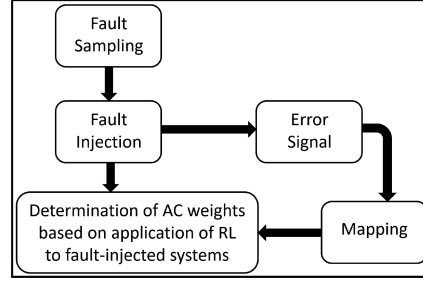 Fault
Sampling
Fault
Injection
Error
Signal
Determination of AC weights
based on application of RL
to fault-injected systems
Mapping